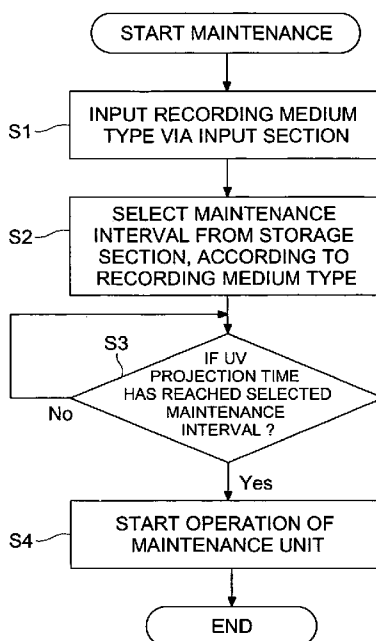 START MAINTENANCE
S1
INPUT RECORDING MEDIUM
TYPE VIA INPUT SECTION
S2
SELECT MAINTENANCE
INTERVAL FROM STORAGE
SECTION, ACCORDING TO
RECORDING MEDIUM TYPE
S3
IF UV
PROJECTION TIME
HAS REACHED SELECTED
MAINTENANCE
INTERVAL ?
No
Yes
S4
START OPERATION OF
MAINTENANCE UNIT
END